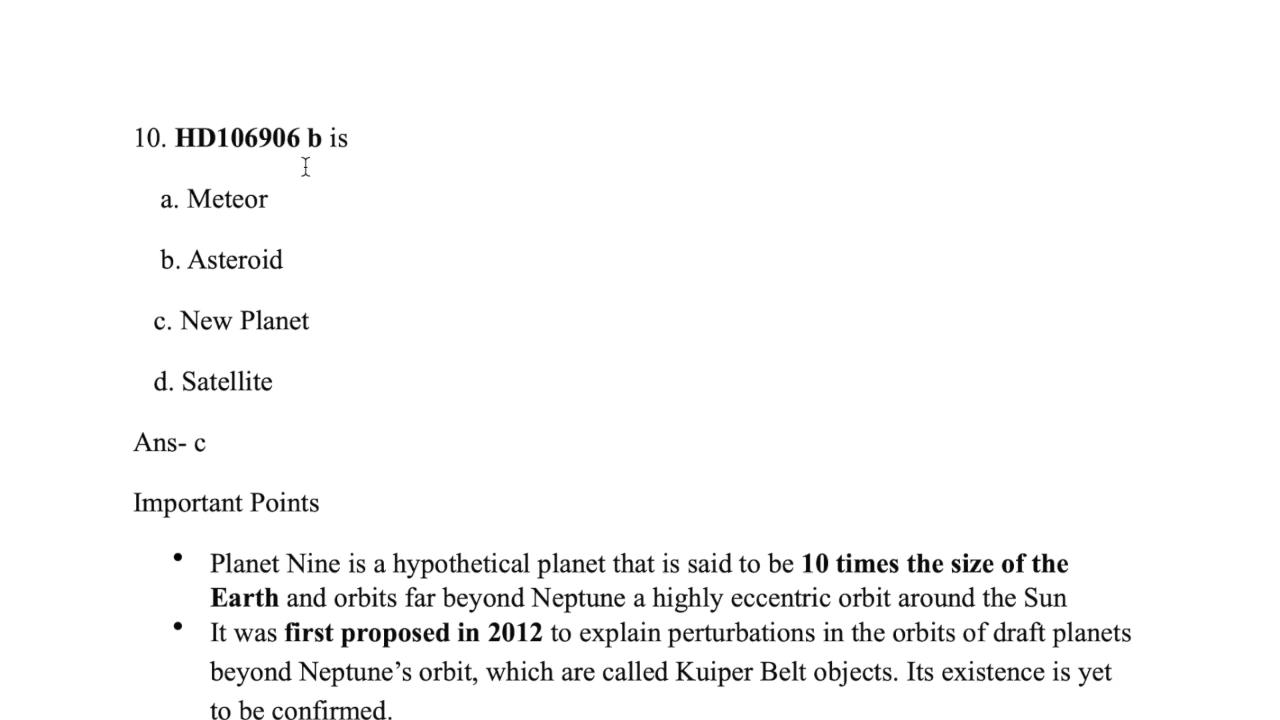 10. HD106906 b is
a. Meteor
b. Asteroid
c. New Planet
d. Satellite
Ans- c
Important Points
• Planet Nine is a hypothetical planet that is said to be 10 times the size of the
Earth and orbits far beyond Neptune a highly eccentric orbit around the Sun
• It was first proposed in 2012 to explain perturbations in the orbits of draft planets
beyond Neptune’s orbit, which are called Kuiper Belt objects. Its existence is yet
to be confirmed.